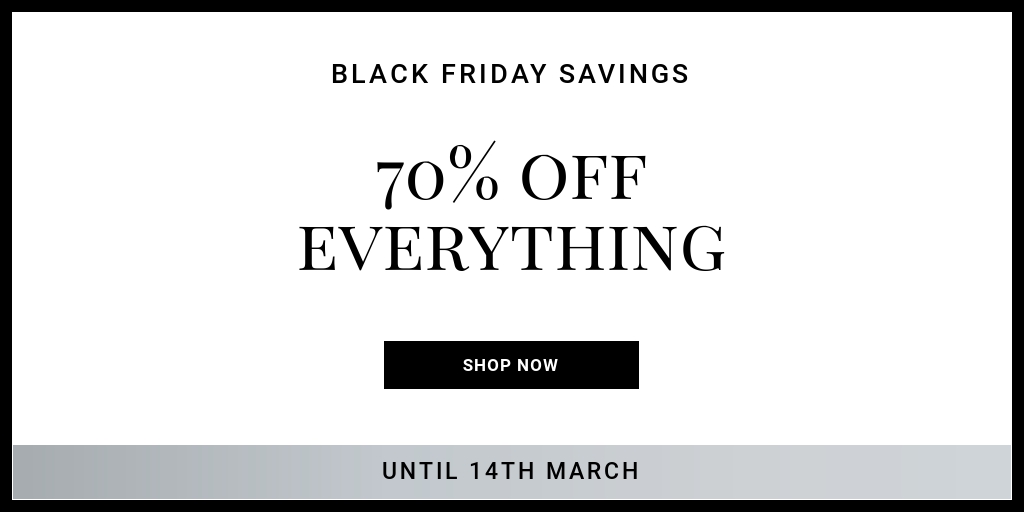 BLACK FRIDAY SAVINGS
70% OFF
EVERYTHING
SHOP NOW
UNTIL 14TH MARCH